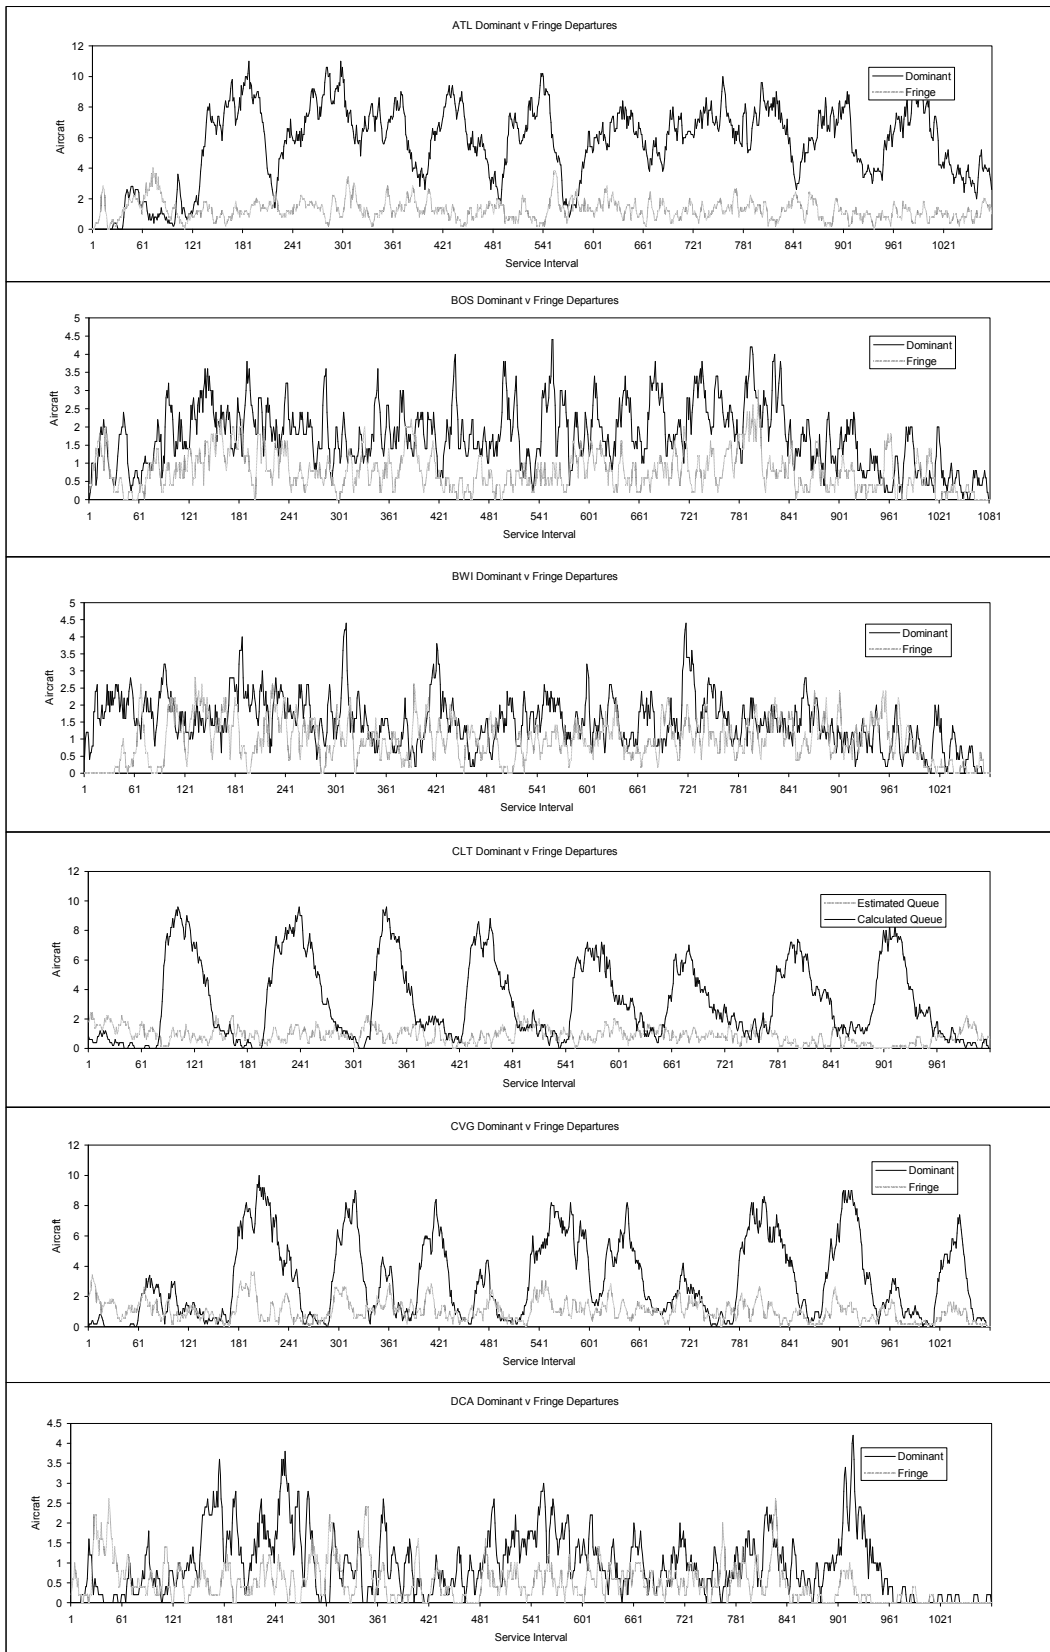 ATL Dominant v Fringe Departures
12
10
8
6
4
2
0
Aircraft
Dominant
Fringe
1 61 121 181 241 301 361 421 481 541 601 661 721 781 841 901 961 1021
Service Interval
BOS Dominant v Fringe Departures
5
4.5
4
3.5
3
2.5
2
1.5
1
0.5
0
Aircraft
Dominant
Fringe
1 61 121 181 241 301 361 421 481 541 601 661 721 781 841 901 961 1021 1081
Service Interval
BWI Dominant v Fringe Departures
5
4.5
4
3.5
3
2.5
2
1.5
1
0.5
0
Aircraft
Dominant
Fringe
1 61 121 181 241 301 361 421 481 541 601 661 721 781 841 901 961 1021
Service Interval
CLT Dominant v Fringe Departures
12
10
8
6
4
2
0
Aircraft
Estimated Queue
Calculated Queue
1 61 121 181 241 301 361 421 481 541 601 661 721 781 841 901 961
Service Interval
CVG Dominant v Fringe Departures
12
10
8
6
4
2
0
Aircraft
Dominant
Fringe
1 61 121 181 241 301 361 421 481 541 601 661 721 781 841 901 961 1021
Service Interval
DCA Dominant v Fringe Departures
4.5
4
3.5
3
2.5
2
1.5
1
0.5
0
Aircraft
Dominant
Fringe
1 61 121 181 241 301 361 421 481 541 601 661 721 781 841 901 961 1021
Service Interval